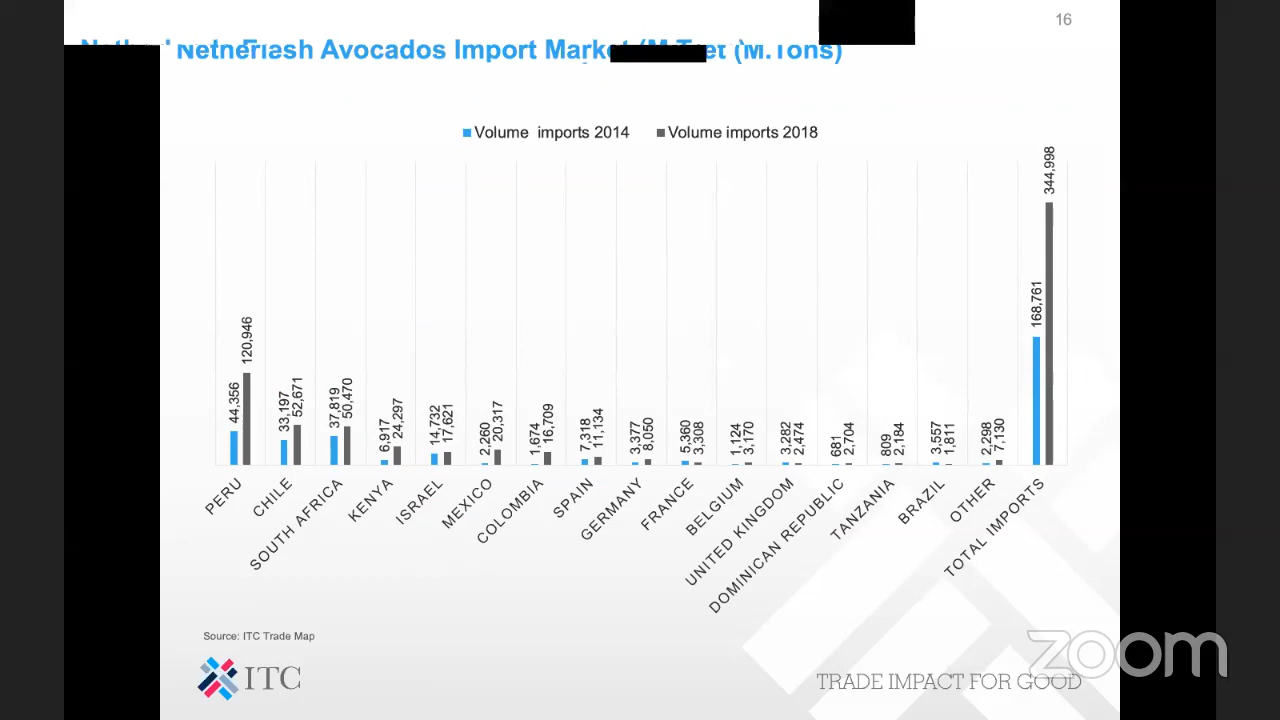 16
Avocados Import
Volume imports 2014 Volume imports 2018
44,356 120,946 33,197 52,671 37,819 50,470 6,917 24,297 14,732 17,621 2,260 20,317 1,674 16,709 7,318 11,134 3,377 8,050 5,360 3,308 1,124 3,170 3,282 2,474 681 2,704 809 2,184 3,557 1,811 2,298 7,130 168,761 344,998
PERU
CHILE
SOUTH AFRICA
KENYA
ISRAEL
MEXICO
COLOMBIA
SPAIN
GERMANY
FRANCE
BELGIUM
UNITED KINGDOM
DOMINICAN REPUBLIC
TANZANIA
BRAZIL
OTHER
TOTAL IMPORTS
Source: ITC Trade Map
ITC
TRADE IMPACT FOR GOOD
zoom